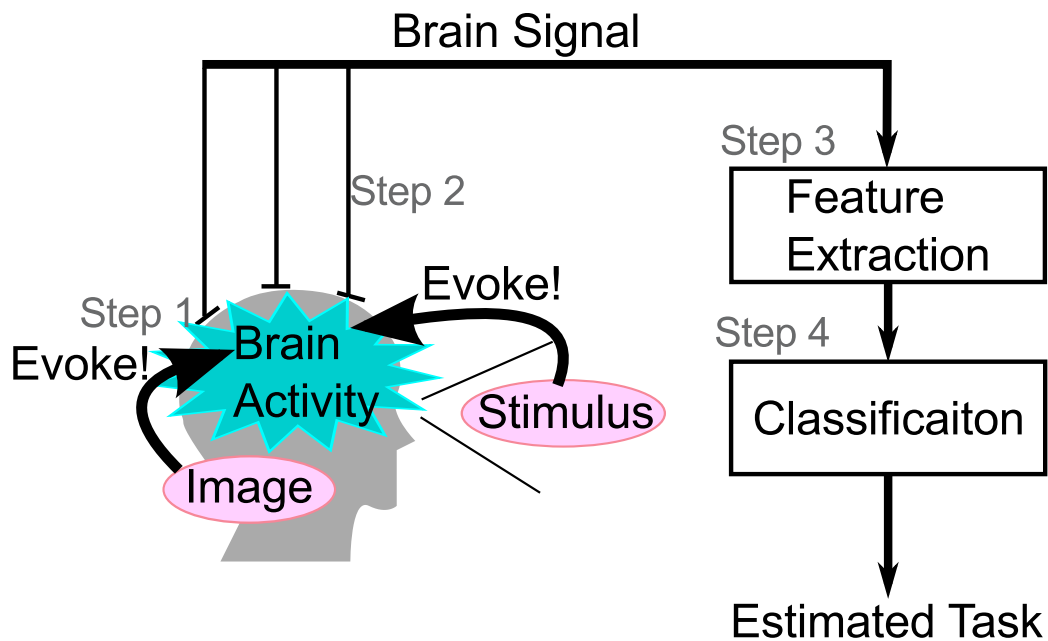 Brain Signal
Step 3
Feature
Extraction
Step 2
Evoke!
Step 1
Evoke!
Brain
Activity
Stimulus
Image
Step 4
Classificaiton
Estimated Task